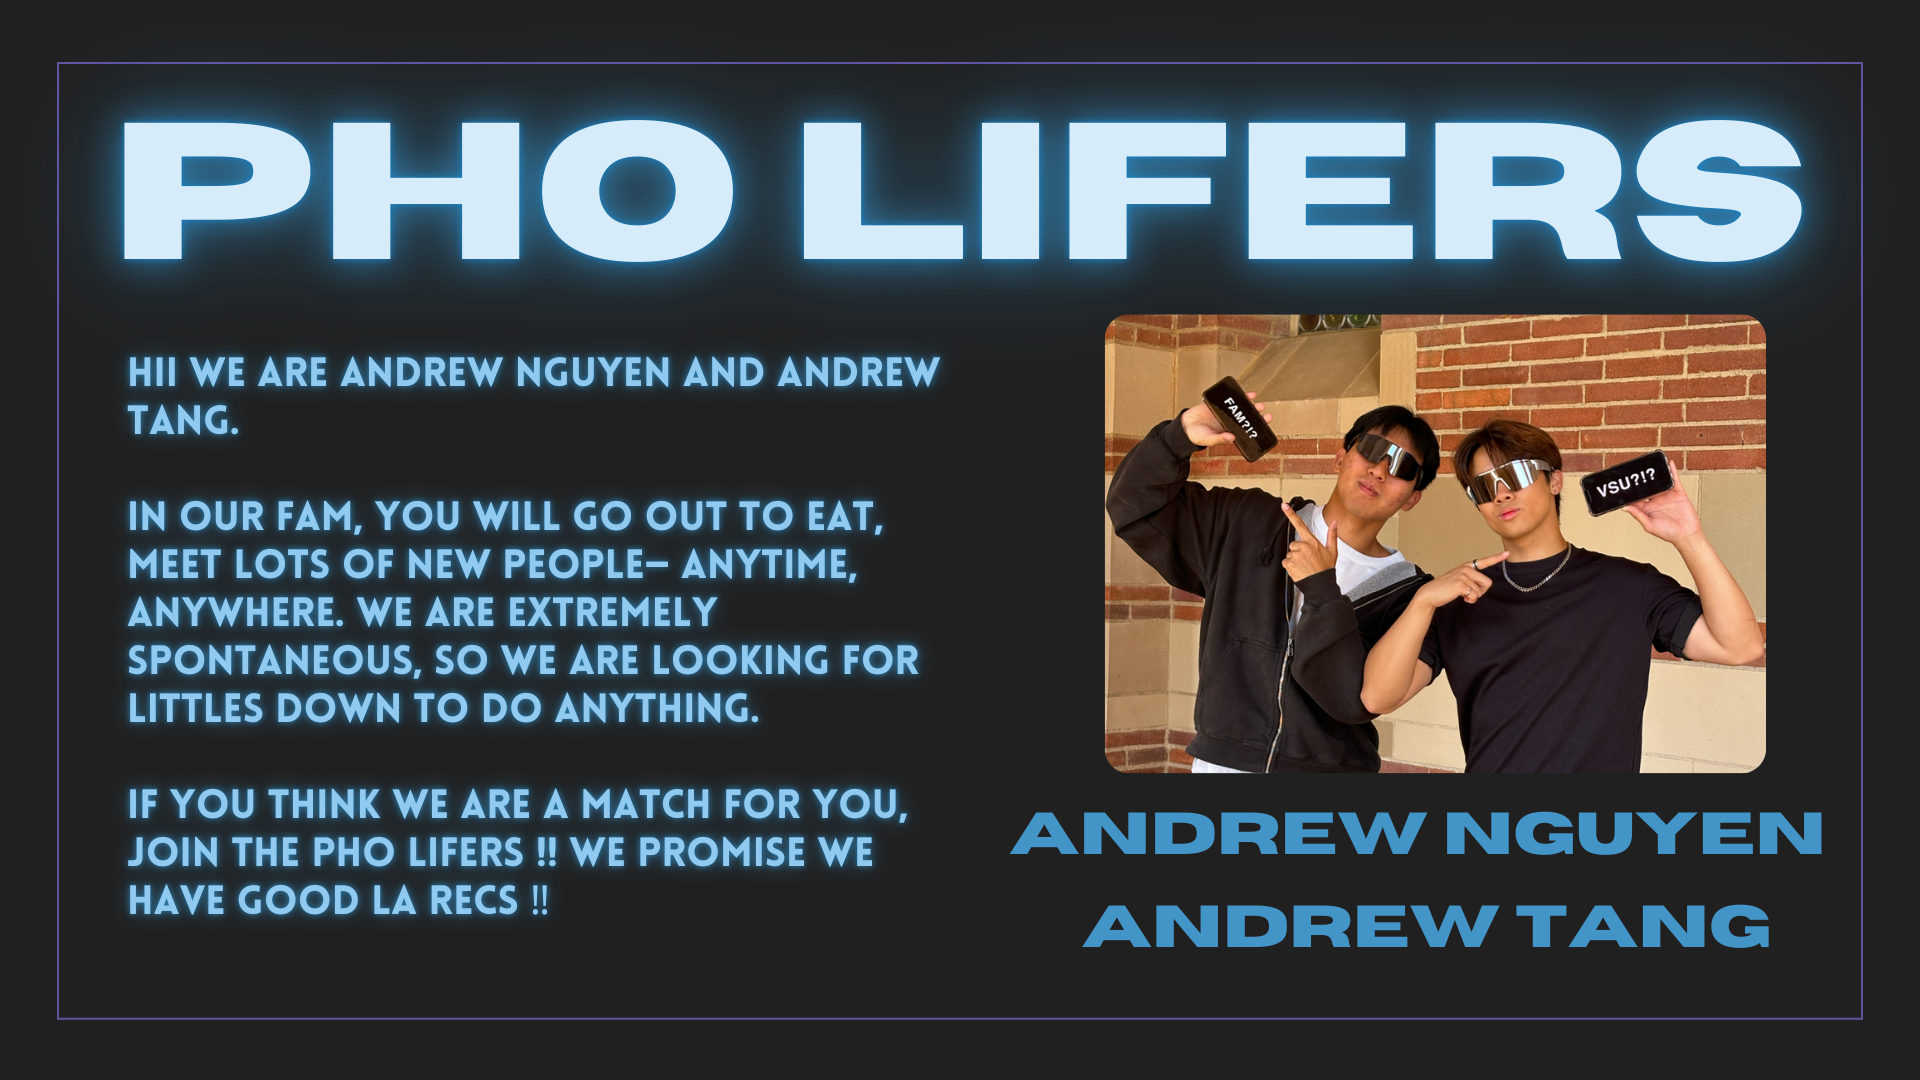 PHO LIFERS
HII WE ARE ANDREW NGUYEN AND ANDREW
TANG.
IN OUR FAM, YOU WILL GO OUT TO EAT,
MEET LOTS OF NEW PEOPLE– ANYTIME,
ANYWHERE. WE ARE EXTREMELY
SPONTANEOUS, SO WE ARE LOOKING FOR
LITTLES DOWN TO DO ANYTHING.
IF YOU THINK WE ARE A MATCH FOR YOU,
JOIN THE PHO LIFERS !! WE PROMISE WE
HAVE GOOD LA RECS !!
FAM?!?
VSU?!?
ANDREW NGUYEN
ANDREW TANG